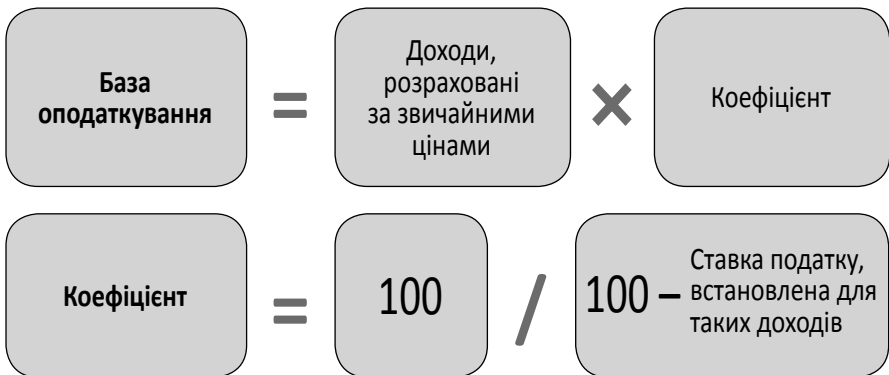 База
оподаткування
=
Доходи,
розраховані
за звичайними
цінами
×
Коефіцієнт
Коефіцієнт
=
100
/
100 –
Ставка податку,
встановлена для
таких доходів